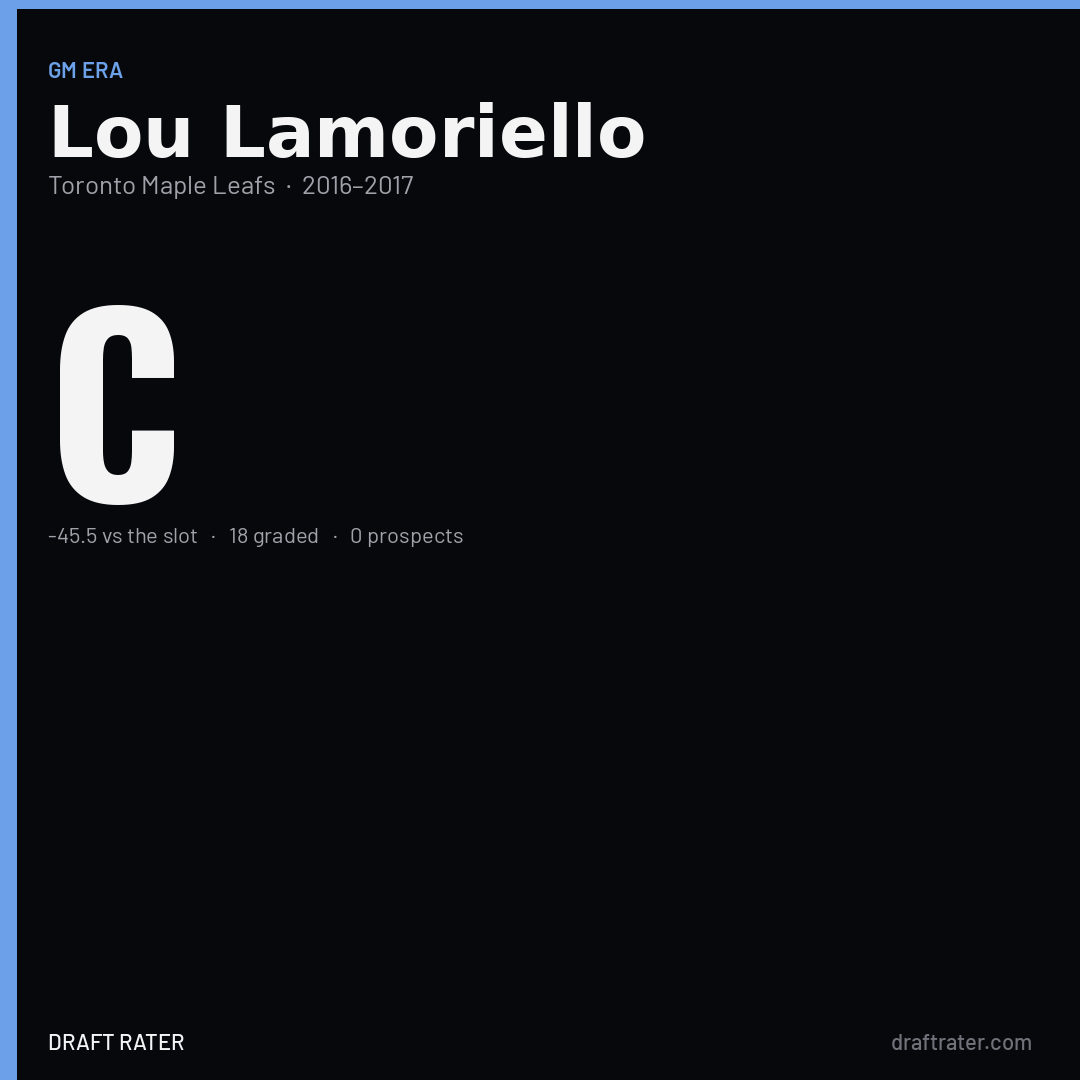 GM ERA
Lou Lamoriello
Toronto Maple Leafs · 2016–2017
C
-45.5 vs the slot · 18 graded · 0 prospects
DRAFT RATER
draftrater.com